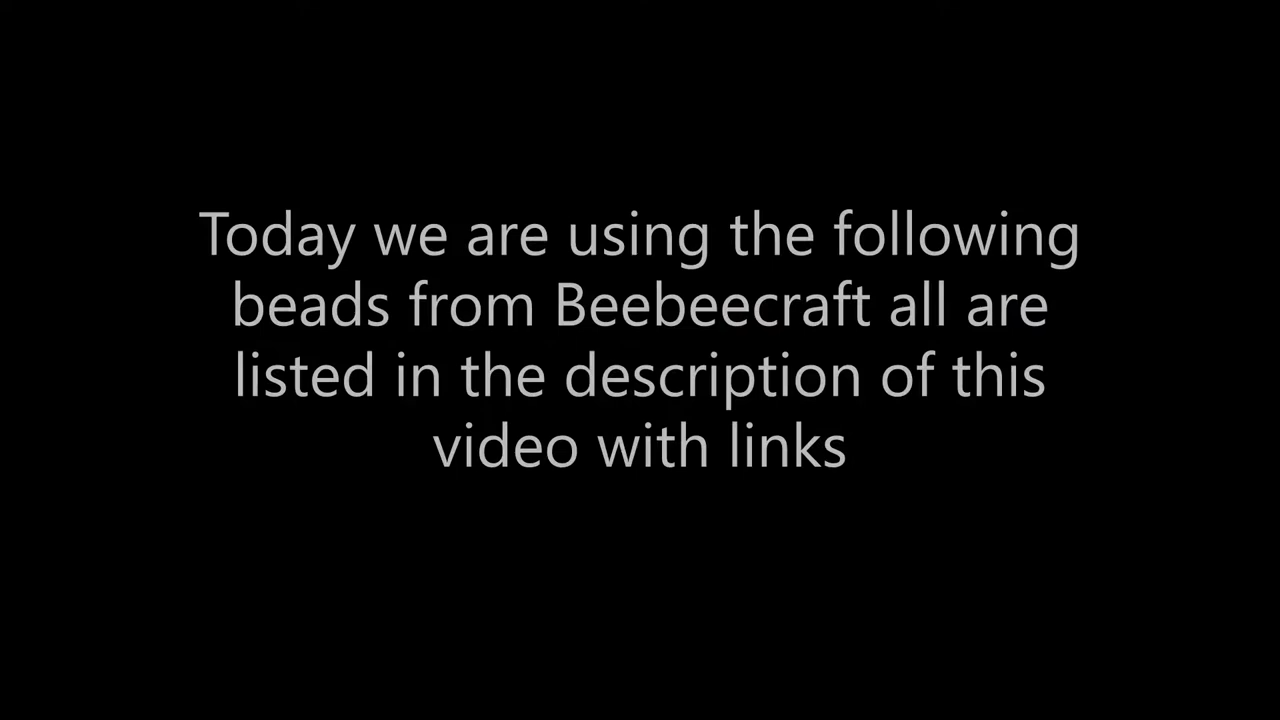 Today we are using the following
beads from Beebeecraft all are
listed in the description of this
video with links